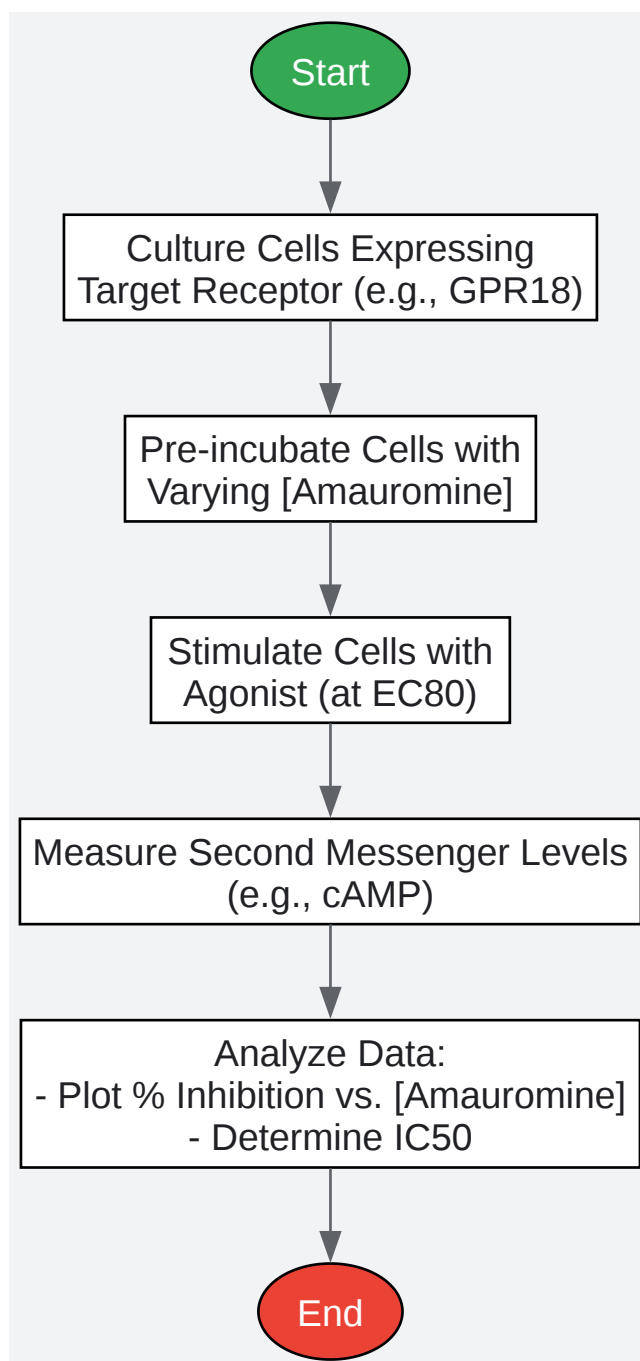 Start
Culture Cells Expressing
Target Receptor (e.g., GPR18)
Pre-incubate Cells with
Varying [Amauromine]
Stimulate Cells with
Agonist (at EC80)
Measure Second Messenger Levels
(e.g., cAMP)
Analyze Data:
- Plot % Inhibition vs. [Amauromine]
- Determine IC50
End